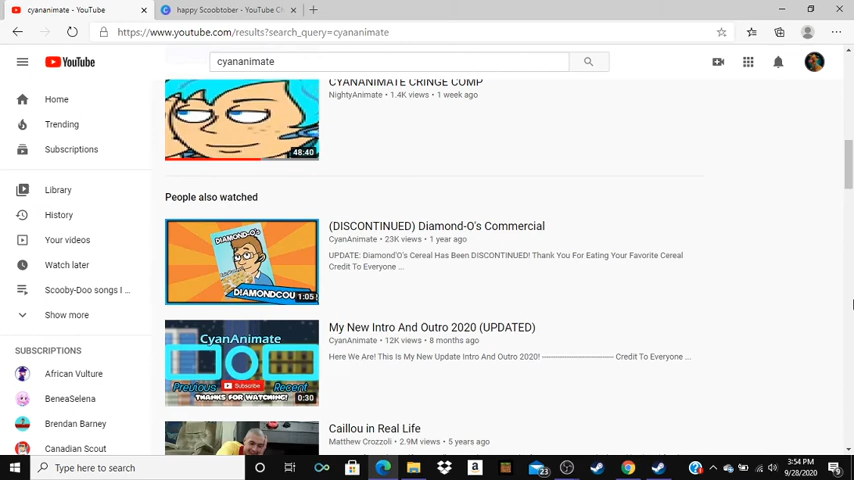 cyananimate - YouTube
happy Scoobtober - YouTube Ch
https://www.youtube.com/results?search_query=cyananimate
YouTube
cyananimate
Home
Trending
Subscriptions
Library
History
Your videos
Watch later
Scooby-Doo songs I ...
Show more
SUBSCRIPTIONS
African Vulture
BeneaSelena
Brendan Barney
Canadian Scout
CYANANIMATE CRINGE COMP
NightyAnimate • 1.4K views • 1 week ago
48:40
People also watched
(DISCONTINUED) Diamond-O's Commercial
CyanAnimate • 23K views • 1 year ago
UPDATE: Diamond'O's Cereal Has Been DISCONTINUED! Thank You For Eating Your Favorite Cereal
Credit To Everyone ...
DIAMOND-O'S
DIAMONDCOU
1:05
My New Intro And Outro 2020 (UPDATED)
CyanAnimate • 12K views • 8 months ago
Here We Are! This Is My New Update Intro And Outro 2020! ---------------------- Credit To Everyone ...
CyanAnimate
Previous
Subscribe
Recent
THANKS FOR WATCHING!
0:30
Caillou in Real Life
Matthew Crozzoli • 2.9M views • 5 years ago
Type here to search
23
3:54 PM
9/28/2020
9